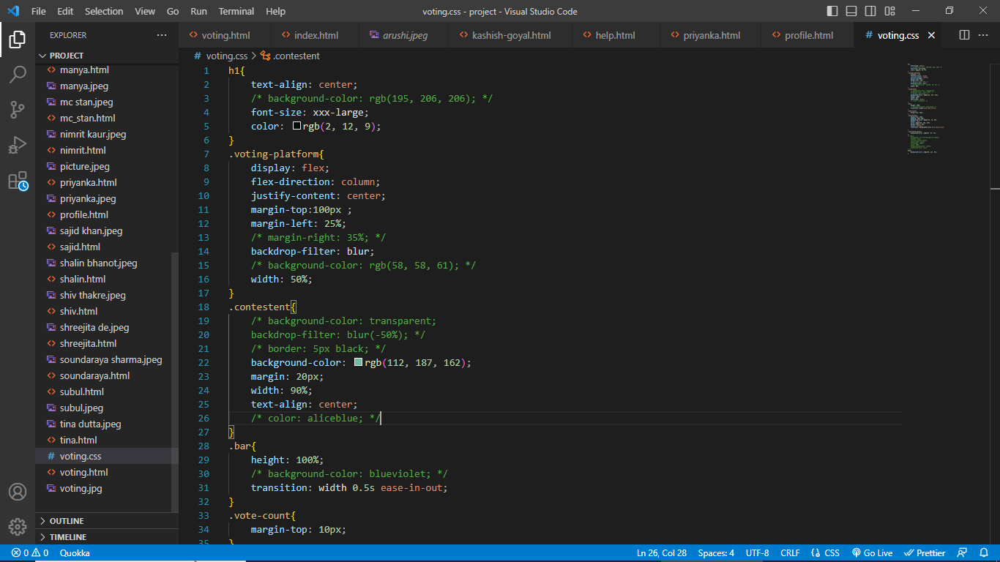 File Edit Selection View Go Run Terminal Help
voting.css - project - Visual Studio Code
EXPLORER
PROJECT
manya.html
manya.jpeg
mc stan.jpeg
mc_stan.html
nimrit kaur.jpeg
nimrit.html
picture.jpeg
priyanka.html
priyanka.jpeg
profile.html
sajid khan.jpeg
sajid.html
shalin bhanot.jpeg
shalin.html
shiv thakre.jpeg
shiv.html
shreejita de.jpeg
shreejita.html
soundaraya sharma.jpeg
soundaraya.html
subul.html
subul.jpeg
tina dutta.jpeg
tina.html
voting.css
voting.html
voting.jpg
OUTLINE
TIMELINE
voting.html index.html arushi.jpeg kashish-goyal.html help.html priyanka.html profile.html # voting.css
# voting.css > .contestent
1 h1{
2 text-align: center;
3 /* background-color: rgb(195, 206, 206); */
4 font-size: xxx-large;
5 color: rgb(2, 12, 9);
6 }
7 .voting-platform{
8 display: flex;
9 flex-direction: column;
10 justify-content: center;
11 margin-top:100px ;
12 margin-left: 25%;
13 /* margin-right: 35%; */
14 backdrop-filter: blur;
15 /* background-color: rgb(58, 58, 61); */
16 width: 50%;
17 }
18 .contestent{
19 /* background-color: transparent;
20 backdrop-filter: blur(-50%); */
21 /* border: 5px black; */
22 background-color: rgb(112, 187, 162);
23 margin: 20px;
24 width: 90%;
25 text-align: center;
26 /* color: aliceblue; */
27 }
28 .bar{
29 height: 100%;
30 /* background-color: blueviolet; */
31 transition: width 0.5s ease-in-out;
32 }
33 .vote-count{
34 margin-top: 10px;
35 }
0 0 Quokka
Ln 26, Col 28 Spaces: 4 UTF-8 CRLF {} CSS Go Live Prettier